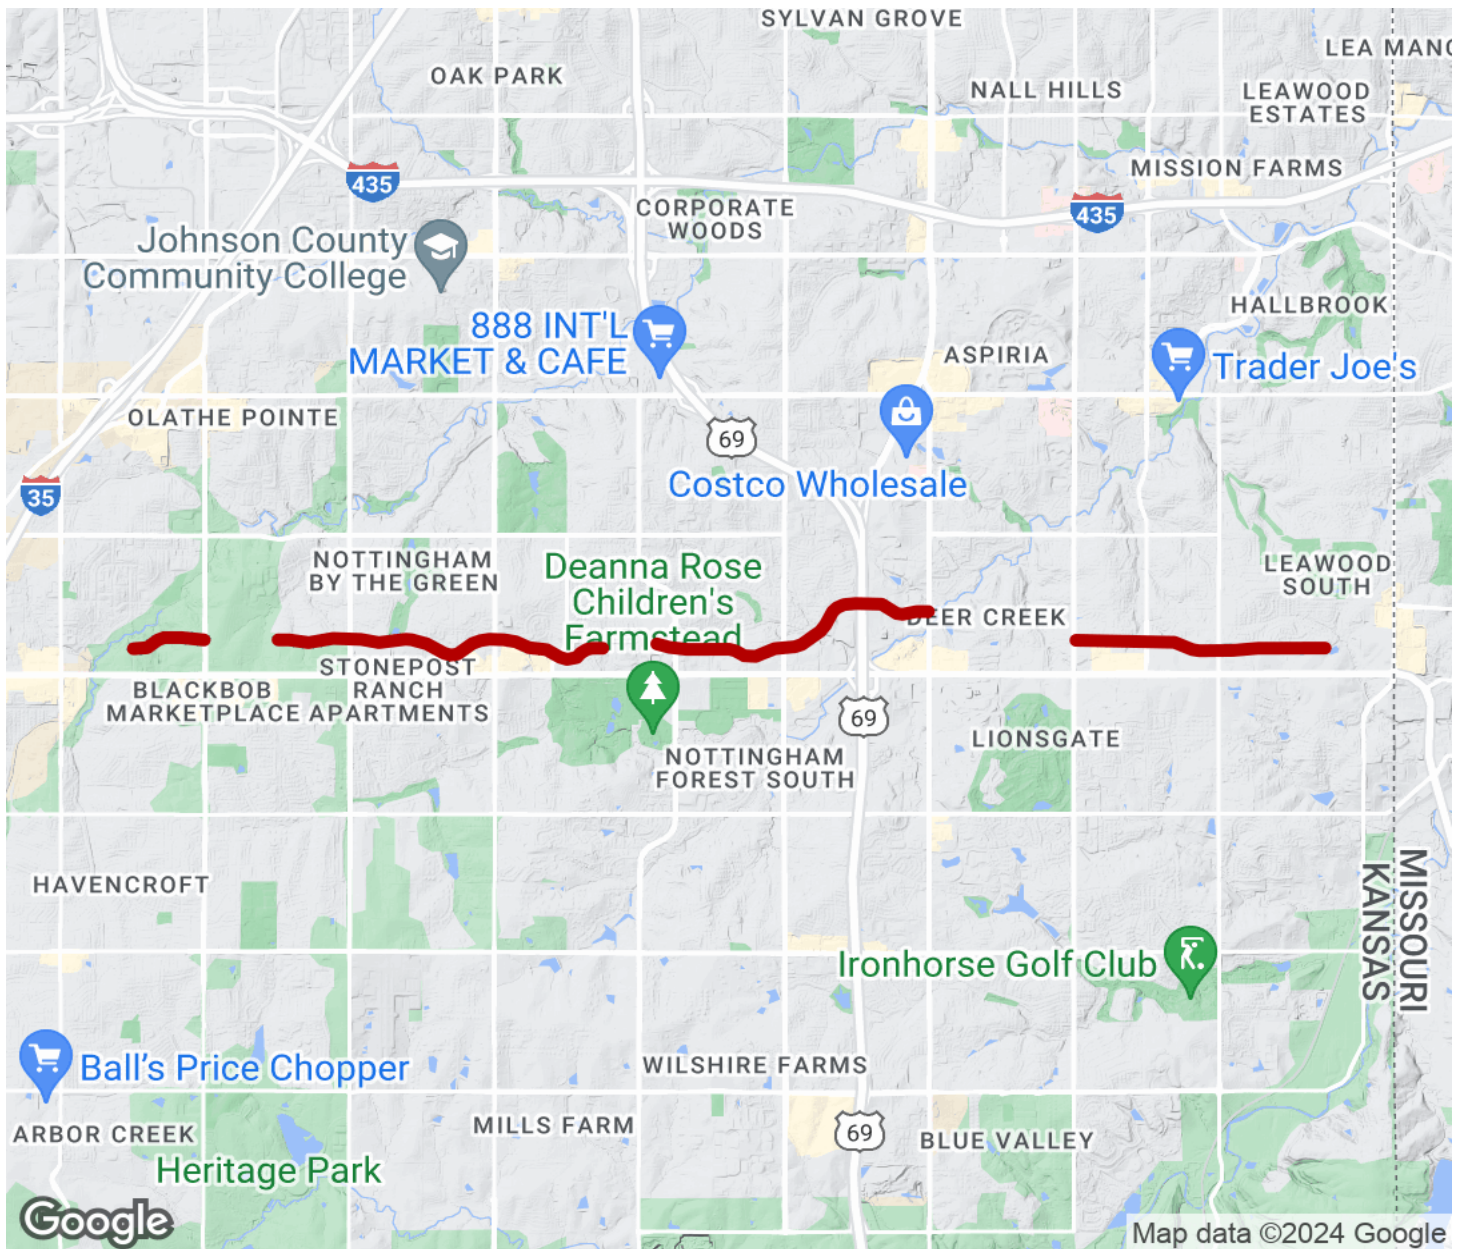 SYLVAN GROVE
LEA MANO
OAK PARK
NALL HILLS
LEAWOOD
ESTATES
MISSION FARMS
435
435
CORPORATE
WOODS
Johnson County
Community College
HALLBROOK
888 INT'L
MARKET & CAFE
ASPIRIA
Trader Joe's
OLATHE POINTE
69
Costco Wholesale
35
NOTTINGHAM
BY THE GREEN
Deanna Rose
Children's
Farmstead
LEAWOOD
SOUTH
DEER CREEK
STONEPOST
RANCH
APARTMENTS
BLACKBOB
MARKETPLACE
69
LIONSGATE
NOTTINGHAM
FOREST SOUTH
HAVENCROFT
MISSOURI
KANSAS
Ironhorse Golf Club
Ball’s Price Chopper
WILSHIRE FARMS
ARBOR CREEK
MILLS FARM
69
BLUE VALLEY
Heritage Park
Google
Map data ©2024 Google